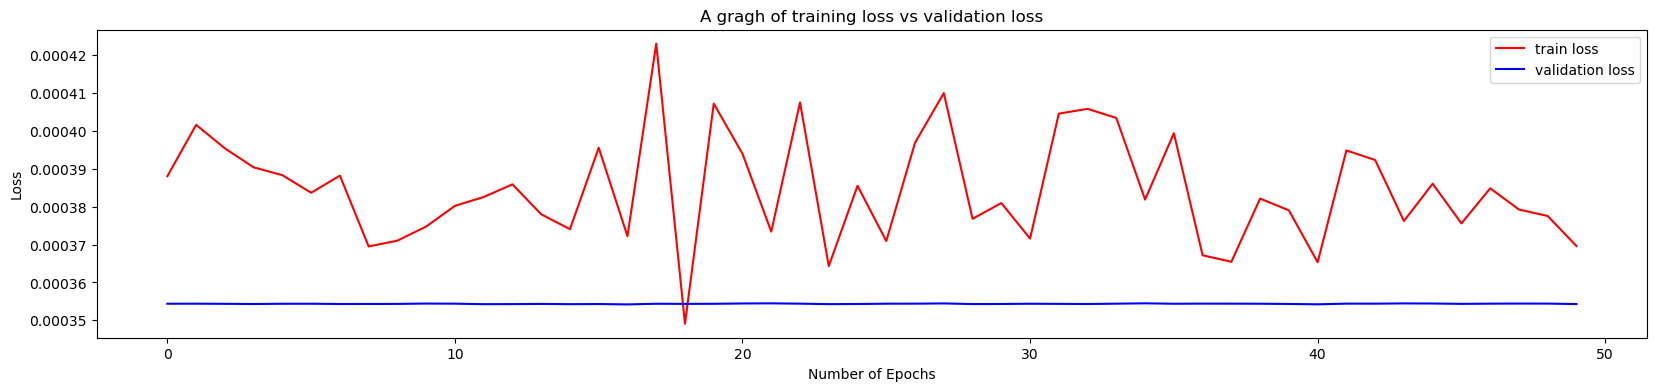 A gragh of training loss vs validation loss
train loss
validation loss
Loss
0.00042
0.00041
0.00040
0.00039
0.00038
0.00037
0.00036
0.00035
0
10
20
30
40
50
Number of Epochs